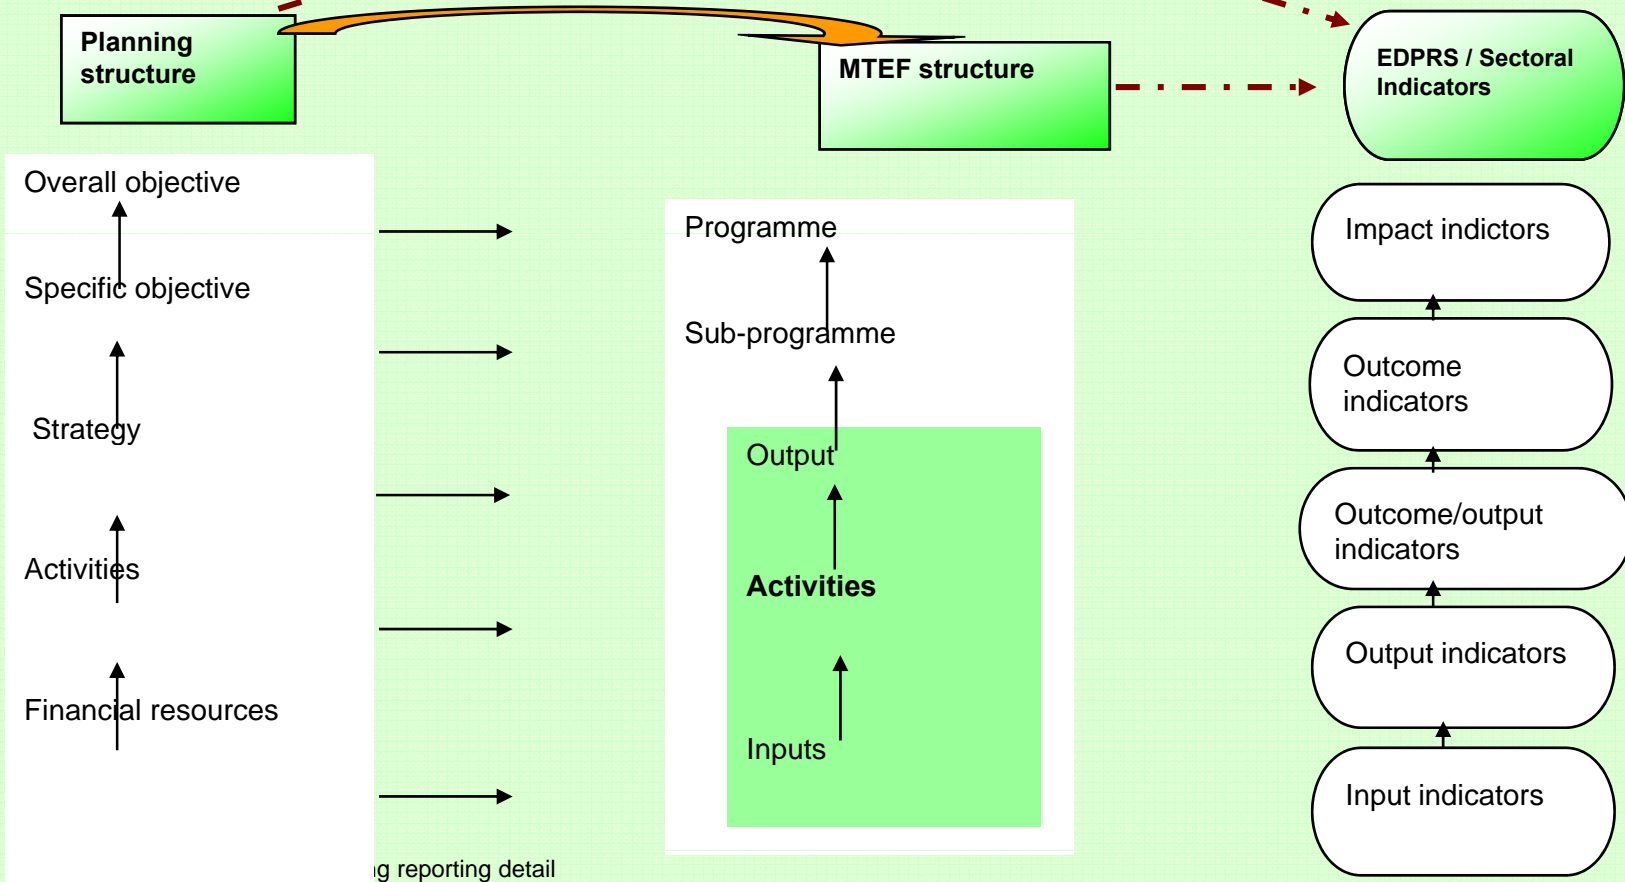 Planning
structure
MTEF structure
EDPRS / Sectoral
Indicators
Overall objective
Specific objective
Strategy
Activities
Financial resources
Programme
Sub-programme
Output
Activities
Inputs
Impact indictors
Outcome
indicators
Outcome/output
indicators
Output indicators
Input indicators
reporting detail